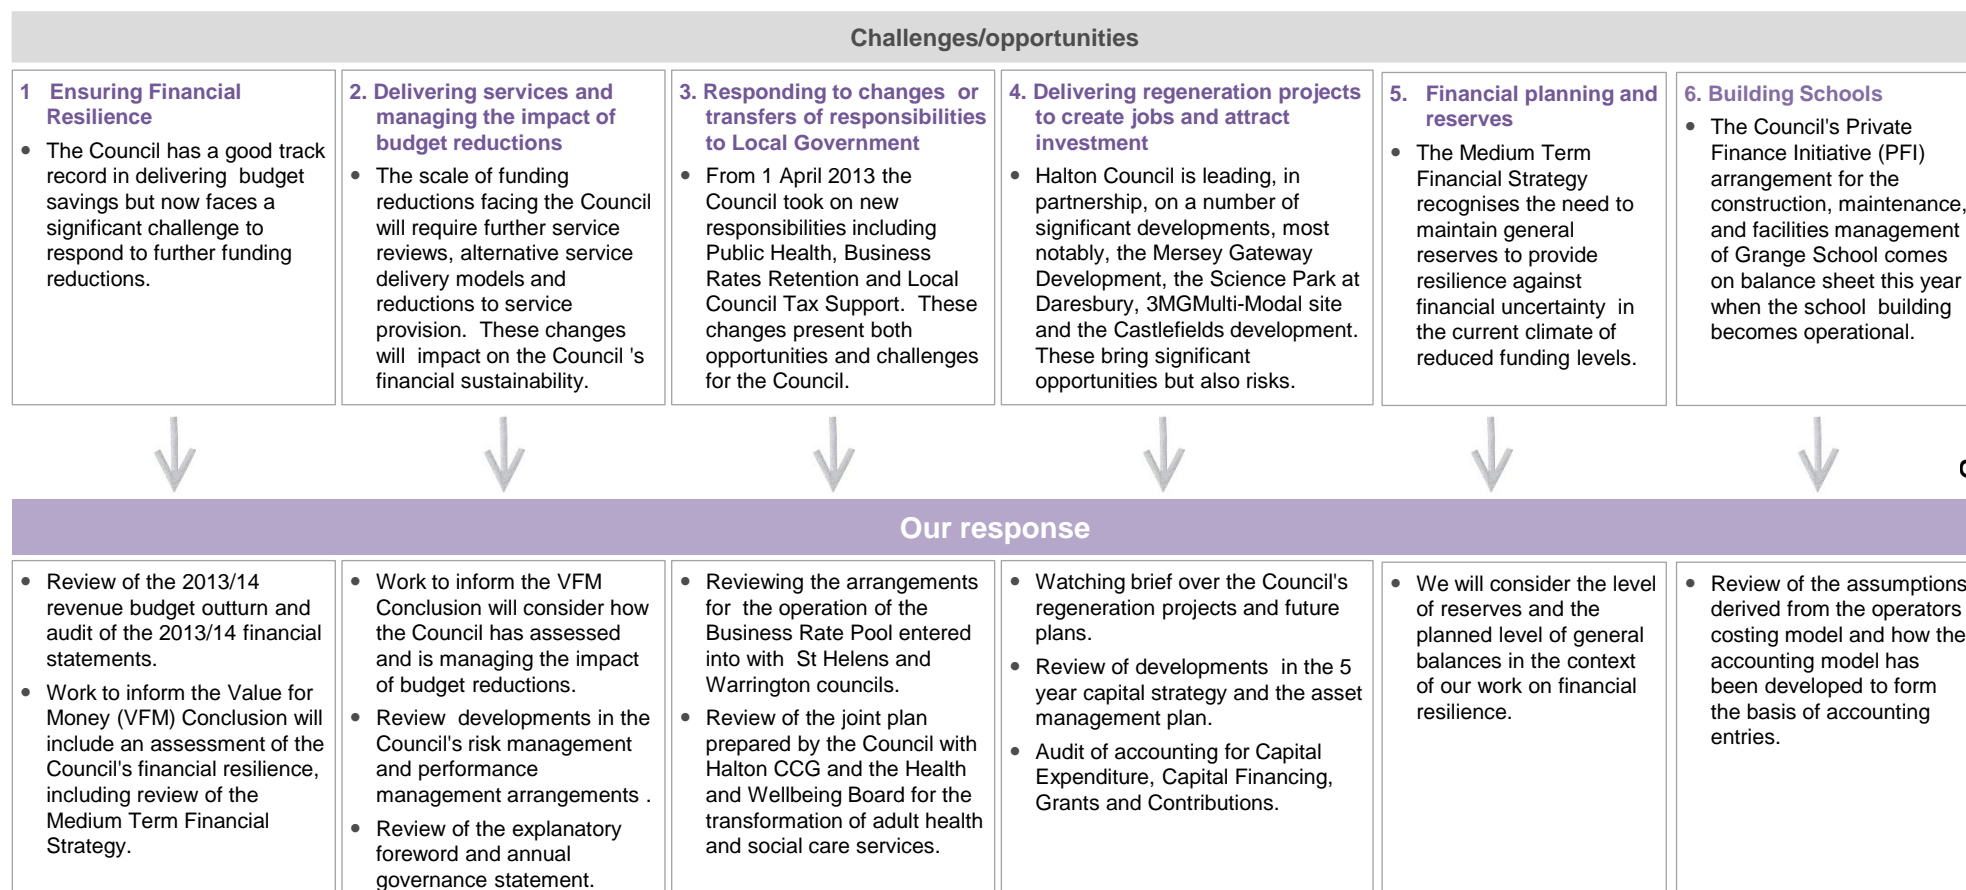 Challenges/opportunities
1 Ensuring Financial
Resilience
• The Council has a good track
record in delivering budget
savings but now faces a
significant challenge to
respond to further funding
reductions.
2. Delivering services and
managing the impact of
budget reductions
• The scale of funding
reductions facing the Council
will require further service
reviews, alternative service
delivery models and
reductions to service
provision. These changes
will impact on the Council 's
financial sustainability.
3. Responding to changes or
transfers of responsibilities
to Local Government
• From 1 April 2013 the
Council took on new
responsibilities including
Public Health, Business
Rates Retention and Local
Council Tax Support. These
changes present both
opportunities and challenges
for the Council.
4. Delivering regeneration projects
to create jobs and attract
investment
• Halton Council is leading, in
partnership, on a number of
significant developments, most
notably, the Mersey Gateway
Development, the Science Park at
Daresbury, 3MGMulti-Modal site
and the Castlefields development.
These bring significant
opportunities but also risks.
5. Financial planning and
reserves
• The Medium Term
Financial Strategy
recognises the need to
maintain general
reserves to provide
resilience against
financial uncertainty in
the current climate of
reduced funding levels.
6. Building Schools
• The Council's Private
Finance Initiative (PFI)
arrangement for the
construction, maintenance,
and facilities management
of Grange School comes
on balance sheet this year
when the school building
becomes operational.
Our response
• Review of the 2013/14
revenue budget outturn and
audit of the 2013/14 financial
statements.
• Work to inform the Value for
Money (VFM) Conclusion will
include an assessment of the
Council's financial resilience,
including review of the
Medium Term Financial
Strategy.
• Work to inform the VFM
Conclusion will consider how
the Council has assessed
and is managing the impact
of budget reductions.
• Review developments in the
Council's risk management
and performance
management arrangements .
• Review of the explanatory
foreword and annual
governance statement.
• Reviewing the arrangements
for the operation of the
Business Rate Pool entered
into with St Helens and
Warrington councils.
• Review of the joint plan
prepared by the Council with
Halton CCG and the Health
and Wellbeing Board for the
transformation of adult health
and social care services.
• Watching brief over the Council's
regeneration projects and future
plans.
• Review of developments in the 5
year capital strategy and the asset
management plan.
• Audit of accounting for Capital
Expenditure, Capital Financing,
Grants and Contributions.
• We will consider the level
of reserves and the
planned level of general
balances in the context
of our work on financial
resilience.
• Review of the assumptions
derived from the operators
costing model and how the
accounting model has
been developed to form
the basis of accounting
entries.